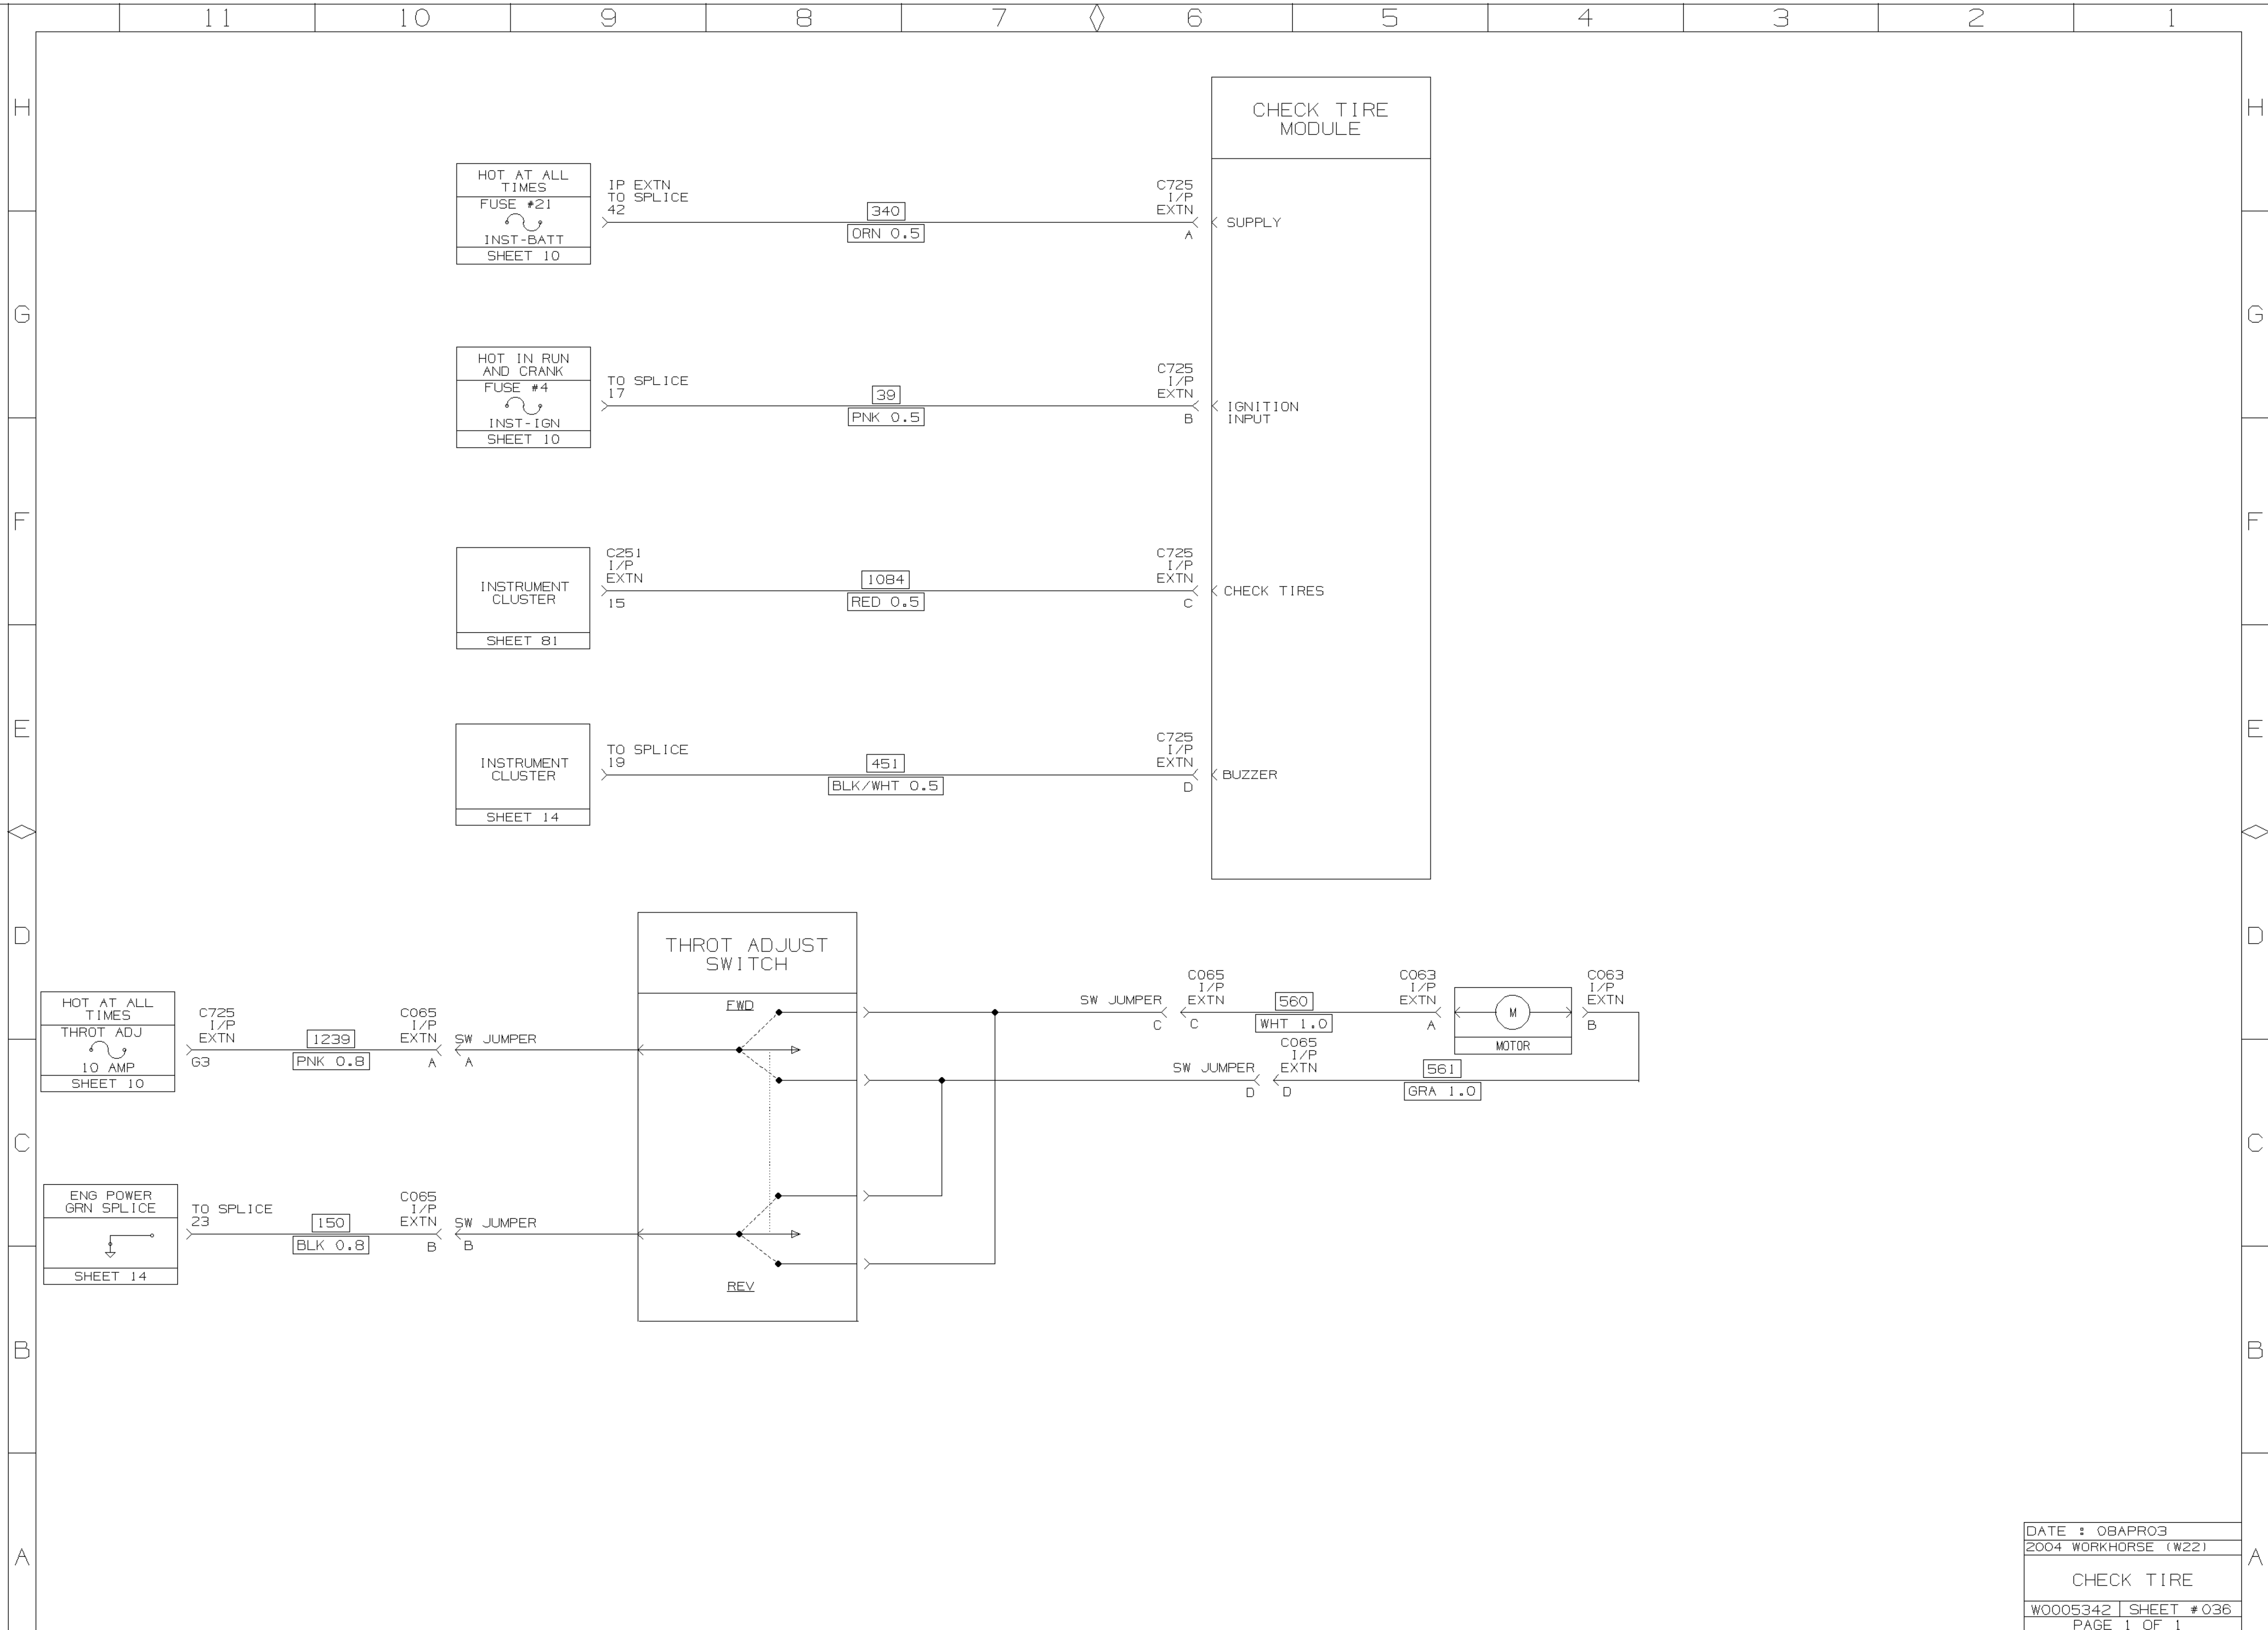 11 10 9 8 7 6 5 4 3 2 1
H
H
G
G
F
F
E
E
D
D
C
C
B
B
A
A
CHECK TIRE
MODULE
HOT AT ALL
TIMES
FUSE #21
INST-BATT
SHEET 10
IP EXTN
TO SPLICE
42
340
ORN 0.5
C725
I/P
EXTN
A
SUPPLY
HOT IN RUN
AND CRANK
FUSE #4
INST-IGN
SHEET 10
TO SPLICE
17
39
PNK 0.5
C725
I/P
EXTN
B
IGNITION
INPUT
INSTRUMENT
CLUSTER
SHEET 81
C251
I/P
EXTN
15
1084
RED 0.5
C725
I/P
EXTN
C
CHECK TIRES
INSTRUMENT
CLUSTER
SHEET 14
TO SPLICE
19
451
BLK/WHT 0.5
C725
I/P
EXTN
D
BUZZER
THROT ADJUST
SWITCH
FWD
REV
HOT AT ALL
TIMES
THROT ADJ
10 AMP
SHEET 10
C725
I/P
EXTN
G3
1239
PNK 0.8
C065
I/P
EXTN
A
SW JUMPER
A
SW JUMPER
C
C065
I/P
EXTN
C
560
WHT 1.0
C063
I/P
EXTN
A
M
MOTOR
C063
I/P
EXTN
B
SW JUMPER
D
C065
I/P
EXTN
D
561
GRA 1.0
ENG POWER
GRN SPLICE
SHEET 14
TO SPLICE
23
150
BLK 0.8
C065
I/P
EXTN
B
SW JUMPER
B
DATE : 08APR03
2004 WORKHORSE (W22)
CHECK TIRE
W0005342 SHEET #036
PAGE 1 OF 1